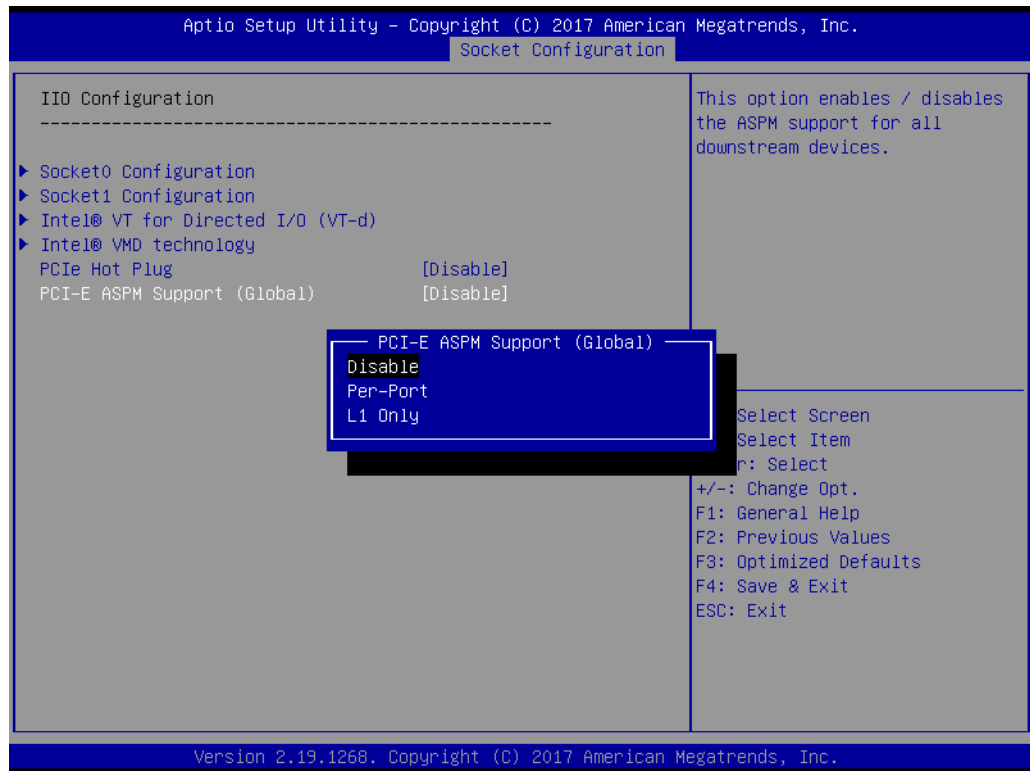 Aptio Setup Utility – Copyright (C) 2017 American Megatrends, Inc.
Socket Configuration
IIO Configuration
--------------------------------------------------
Socket0 Configuration
Socket1 Configuration
Intel® VT for Directed I/O (VT-d)
Intel® VMD technology
PCIe Hot Plug [Disable]
PCI-E ASPM Support (Global) [Disable]
PCI-E ASPM Support (Global)
Disable
Per-Port
L1 Only
This option enables / disables
the ASPM support for all
downstream devices.
Select Screen
Select Item
r: Select
+/-: Change Opt.
F1: General Help
F2: Previous Values
F3: Optimized Defaults
F4: Save & Exit
ESC: Exit
Version 2.19.1268. Copyright (C) 2017 American Megatrends, Inc.